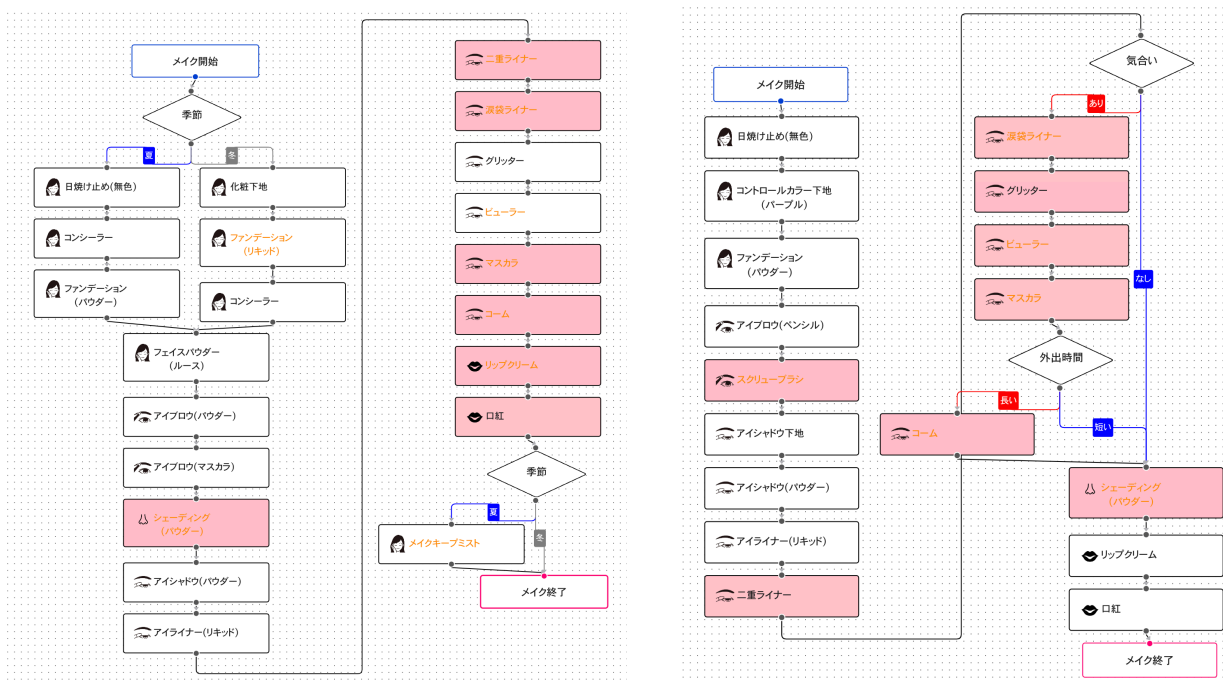 メイク開始
季節
夏
冬
日焼け止め(無色)
コンシーラー
ファンデーション
(パウダー)
化粧下地
ファンデーション
(リキッド)
コンシーラー
フェイスパウダー
(ルース)
アイブロウ(パウダー)
アイブロウ(マスカラ)
シェーディング
(パウダー)
アイシャドウ(パウダー)
アイライナー(リキッド)
二重ライナー
涙袋ライナー
グリッター
ビューラー
マスカラ
コーム
リップクリーム
口紅
季節
夏
冬
メイクキープミスト
メイク終了
メイク開始
日焼け止め(無色)
コントロールカラー下地
(パープル)
ファンデーション
(パウダー)
アイブロウ(ペンシル)
スクリューブラシ
アイシャドウ下地
アイシャドウ(パウダー)
アイライナー(リキッド)
二重ライナー
気合い
あり
なし
涙袋ライナー
グリッター
ビューラー
マスカラ
外出時間
長い
短い
コーム
シェーディング
(パウダー)
リップクリーム
口紅
メイク終了